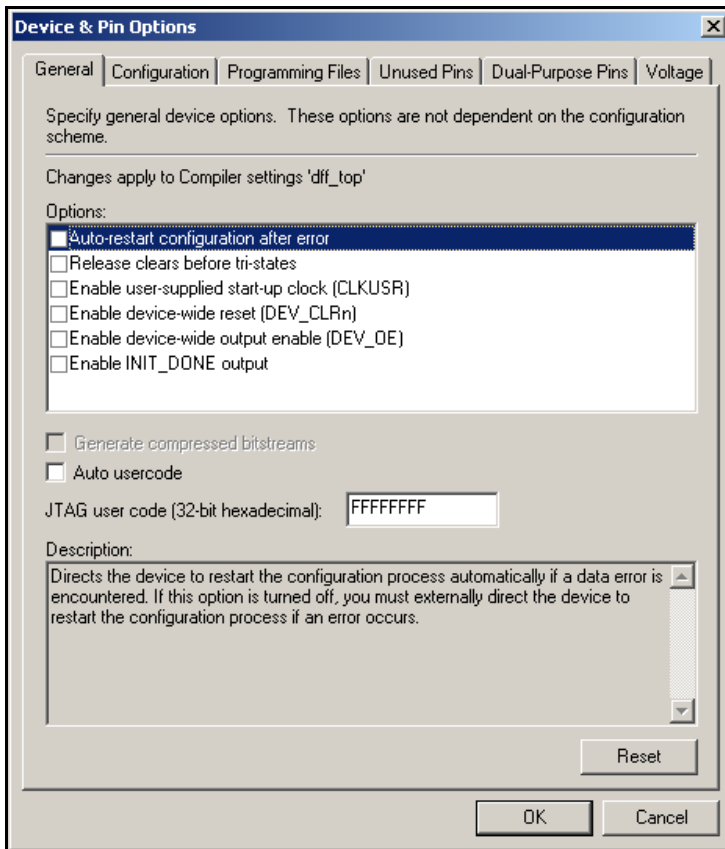 Device & Pin Options
General Configuration Programming Files Unused Pins Dual-Purpose Pins Voltage
Specify general device options. These options are not dependent on the configuration
scheme.
Changes apply to Compiler settings 'dff_top'
Options:
Auto-restart configuration after error
Release clears before tri-states
Enable user-supplied start-up clock (CLKUSR)
Enable device-wide reset (DEV_CLRn)
Enable device-wide output enable (DEV_OE)
Enable INIT_DONE output
Generate compressed bitstreams
Auto usercode
JTAG user code (32-bit hexadecimal): FFFFFFFF
Description:
Directs the device to restart the configuration process automatically if a data error is
encountered. If this option is turned off, you must externally direct the device to
restart the configuration process if an error occurs.
Reset
OK Cancel